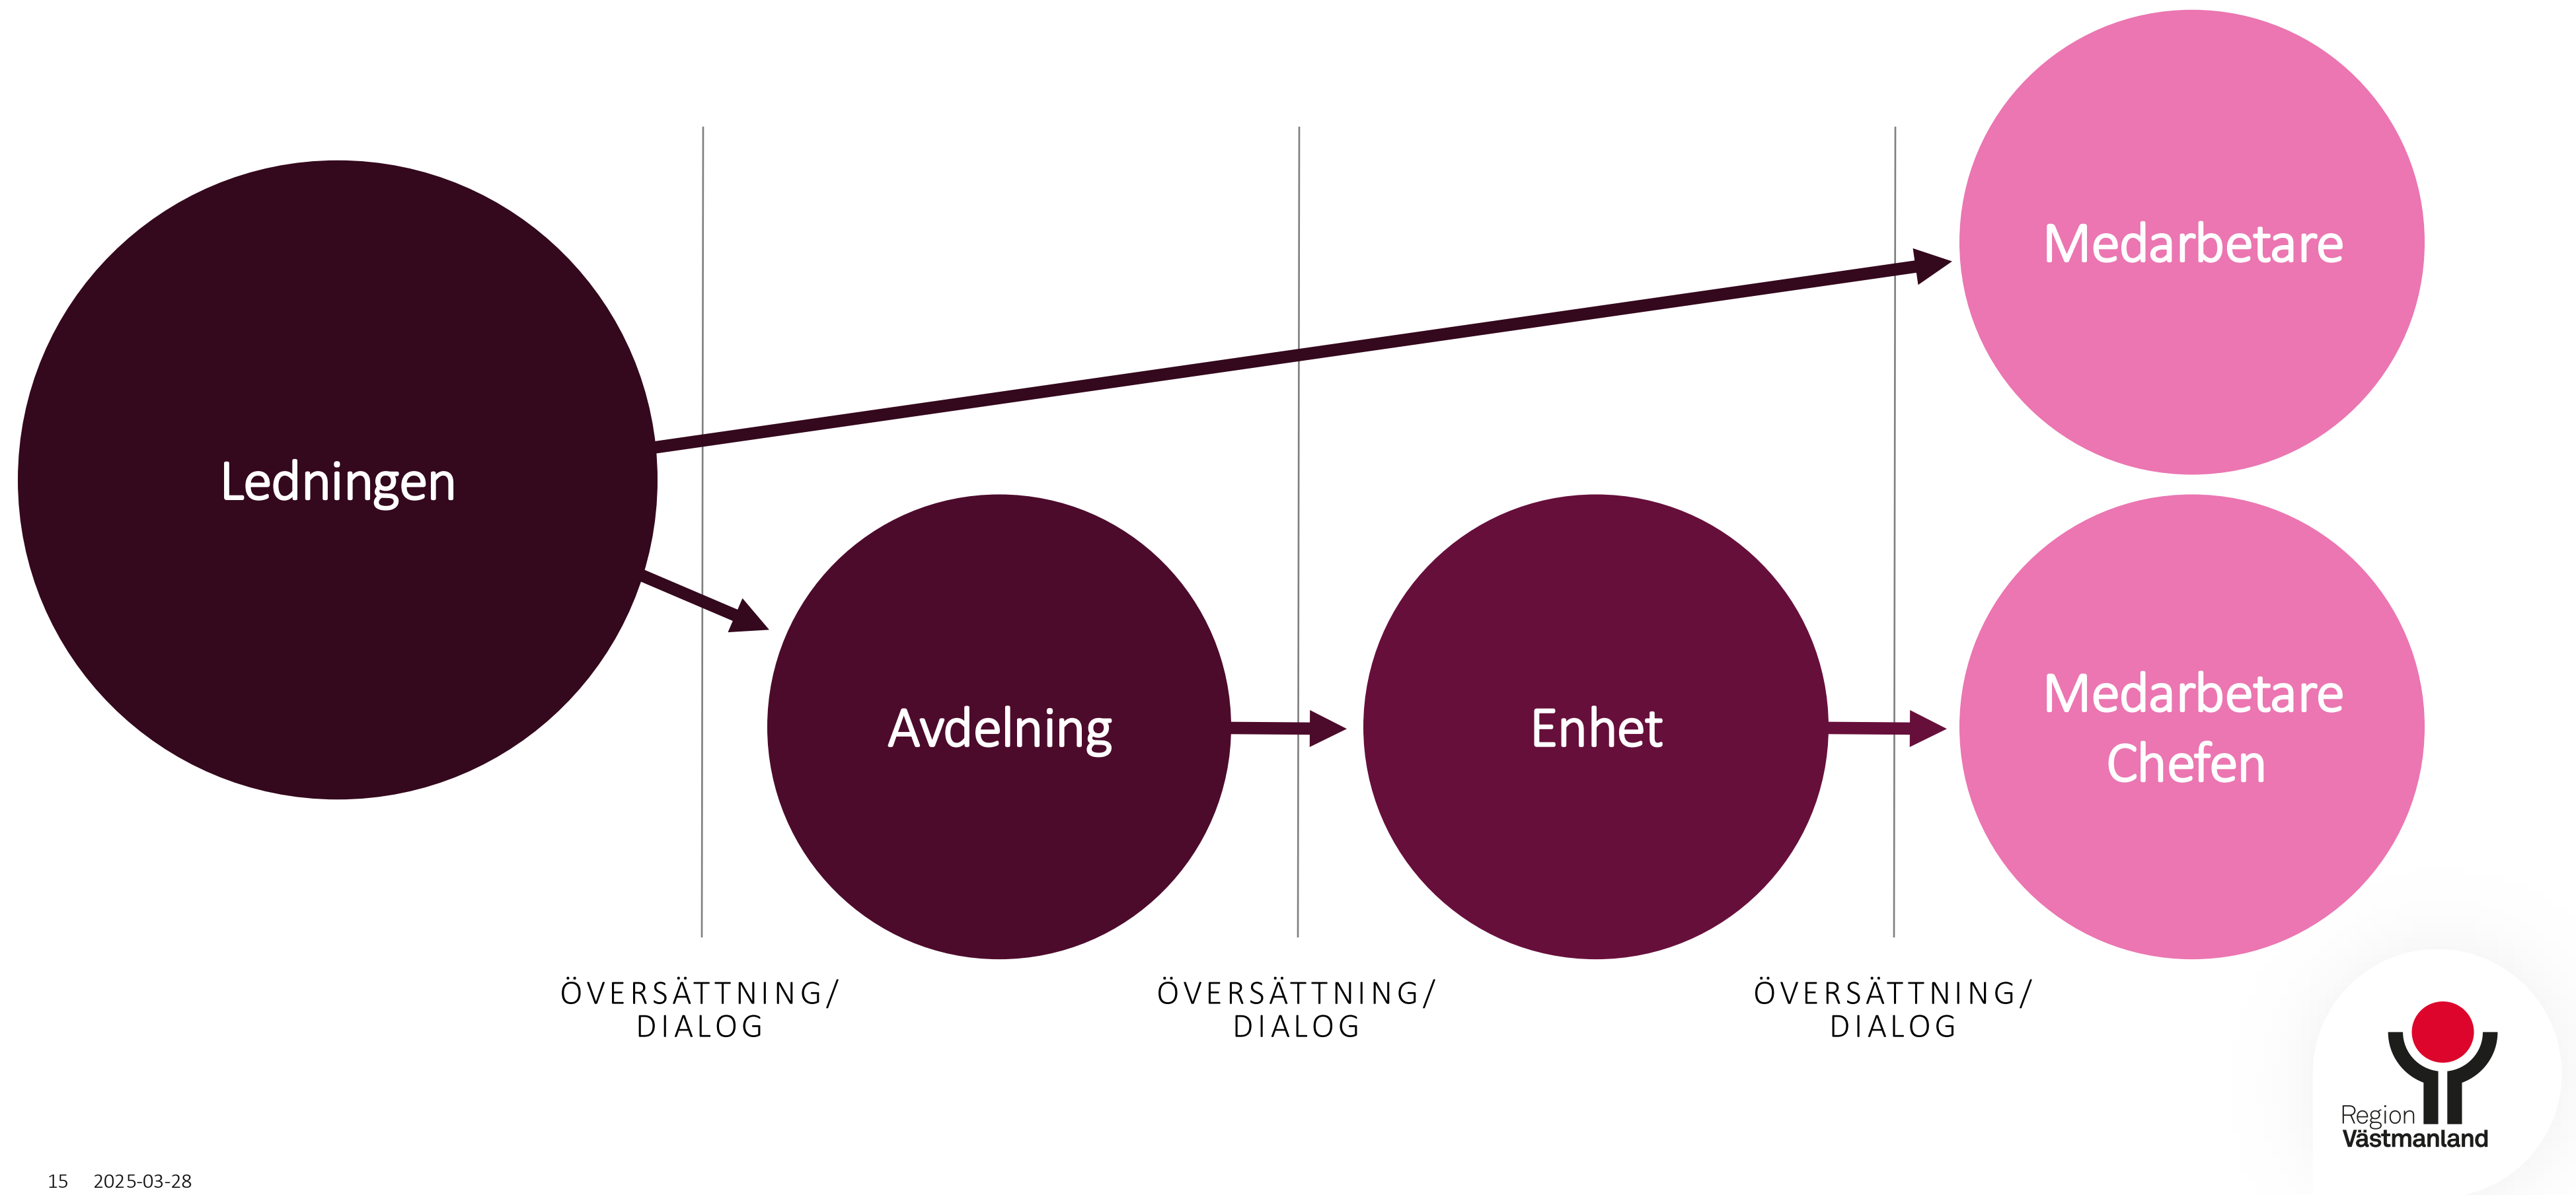 Medarbetare
Ledningen
Avdelning
Enhet
Medarbetare
Chefen
ÖVERSÄTTNING/
DIALOG
ÖVERSÄTTNING/
DIALOG
ÖVERSÄTTNING/
DIALOG
Region
Västmanland
15 2025-03-28